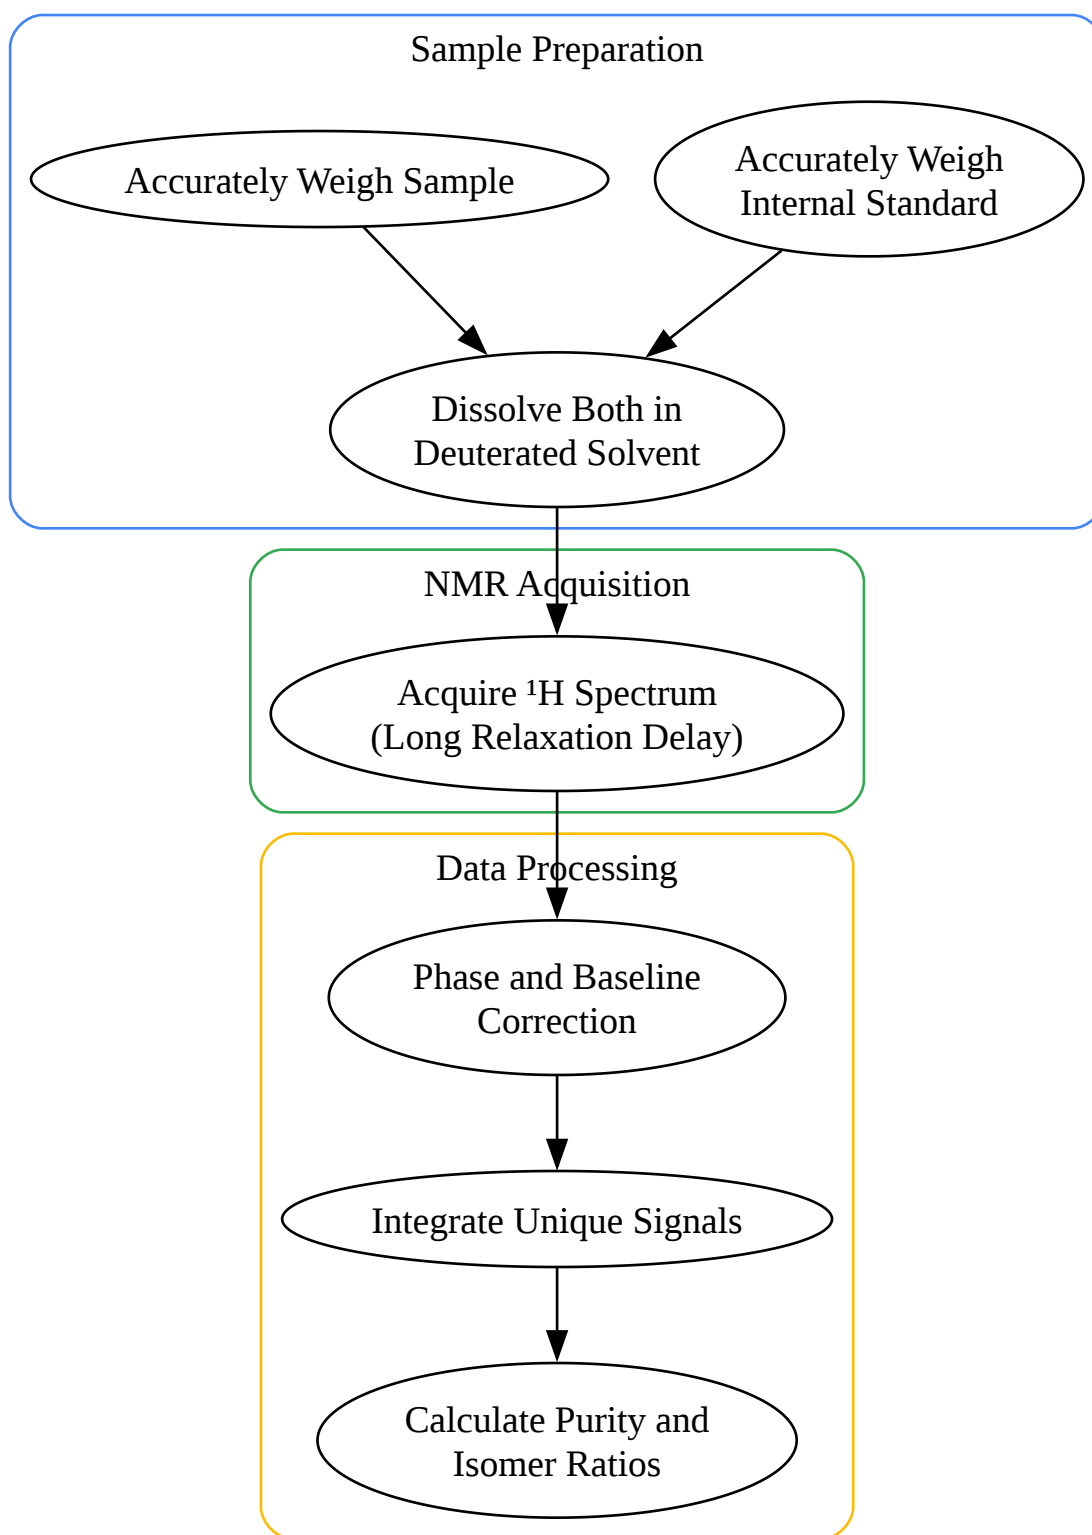 Sample Preparation
Accurately Weigh Sample
Accurately Weigh
Internal Standard
Dissolve Both in
Deuterated Solvent
NMR Acquisition
Acquire ¹H Spectrum
(Long Relaxation Delay)
Data Processing
Phase and Baseline
Correction
Integrate Unique Signals
Calculate Purity and
Isomer Ratios